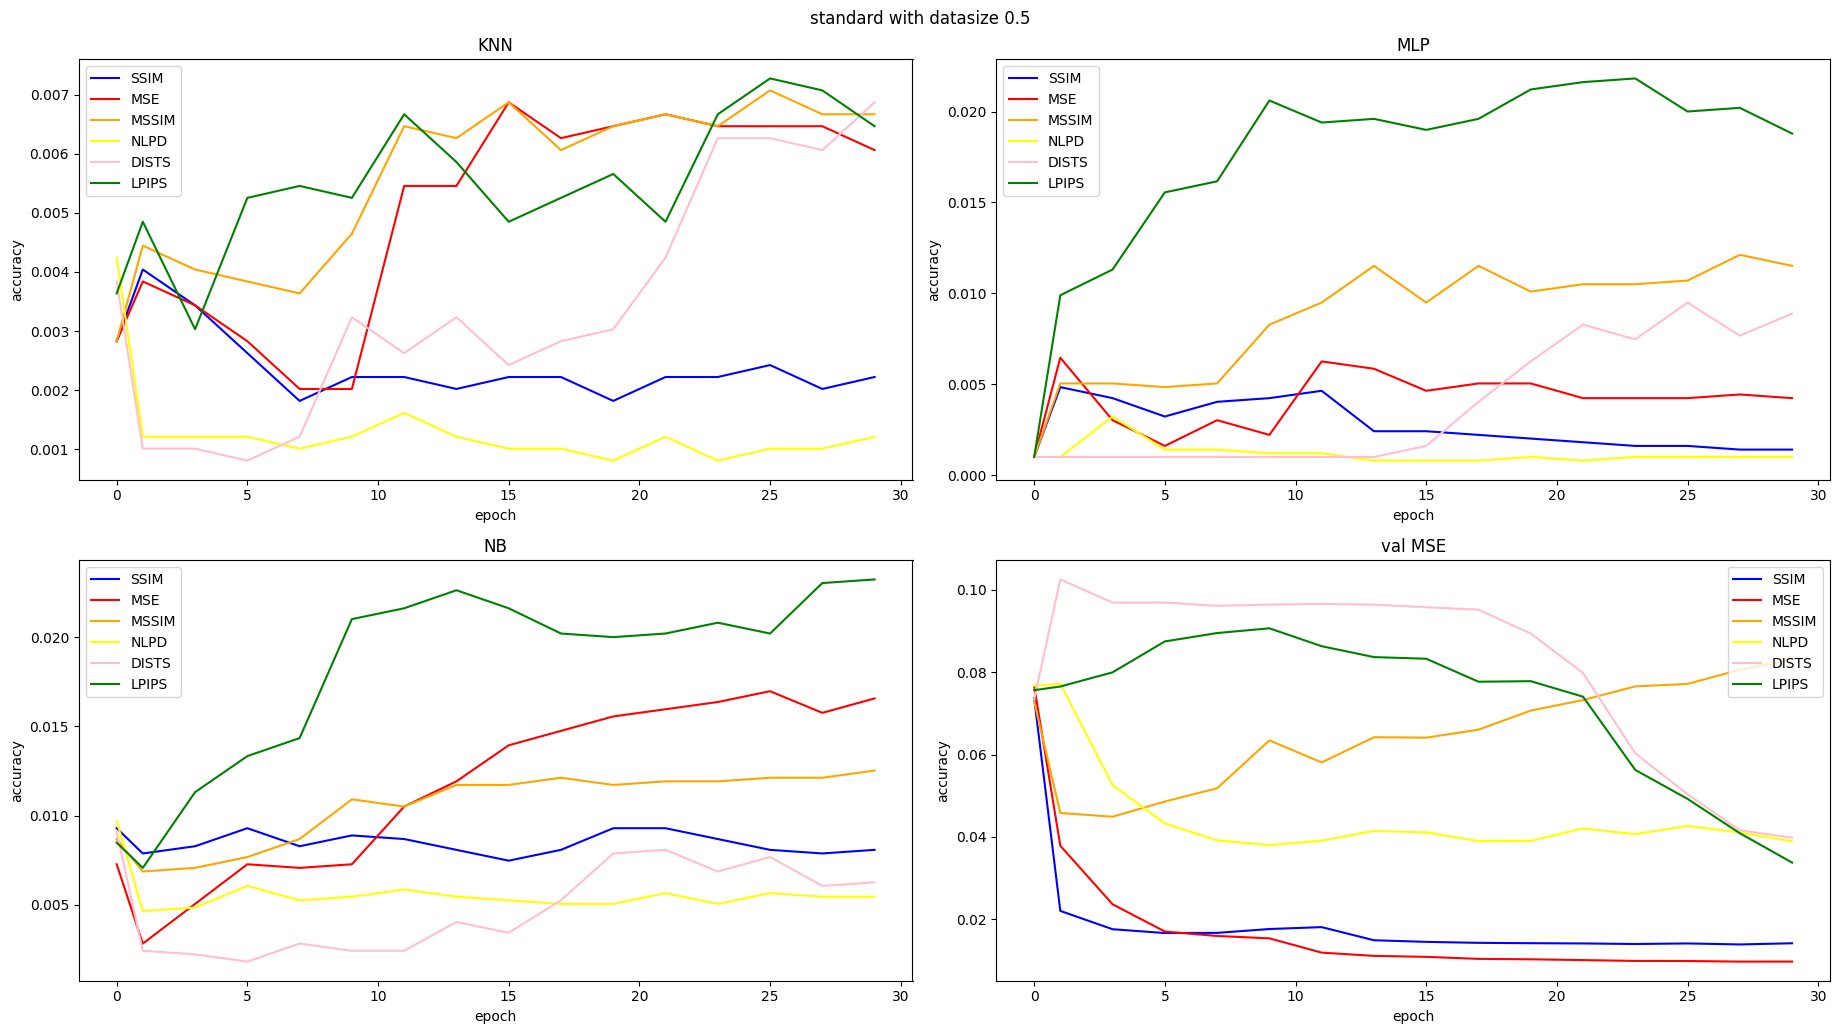 standard with datasize 0.5
KNN
SSIM
MSE
MSSIM
NLPD
DISTS
LPIPS
accuracy
0.007
0.006
0.005
0.004
0.003
0.002
0.001
0 5 10 15 20 25 30
epoch
MLP
SSIM
MSE
MSSIM
NLPD
DISTS
LPIPS
accuracy
0.020
0.015
0.010
0.005
0.000
0 5 10 15 20 25 30
epoch
NB
SSIM
MSE
MSSIM
NLPD
DISTS
LPIPS
accuracy
0.020
0.015
0.010
0.005
0 5 10 15 20 25 30
epoch
val MSE
SSIM
MSE
MSSIM
NLPD
DISTS
LPIPS
accuracy
0.10
0.08
0.06
0.04
0.02
0 5 10 15 20 25 30
epoch